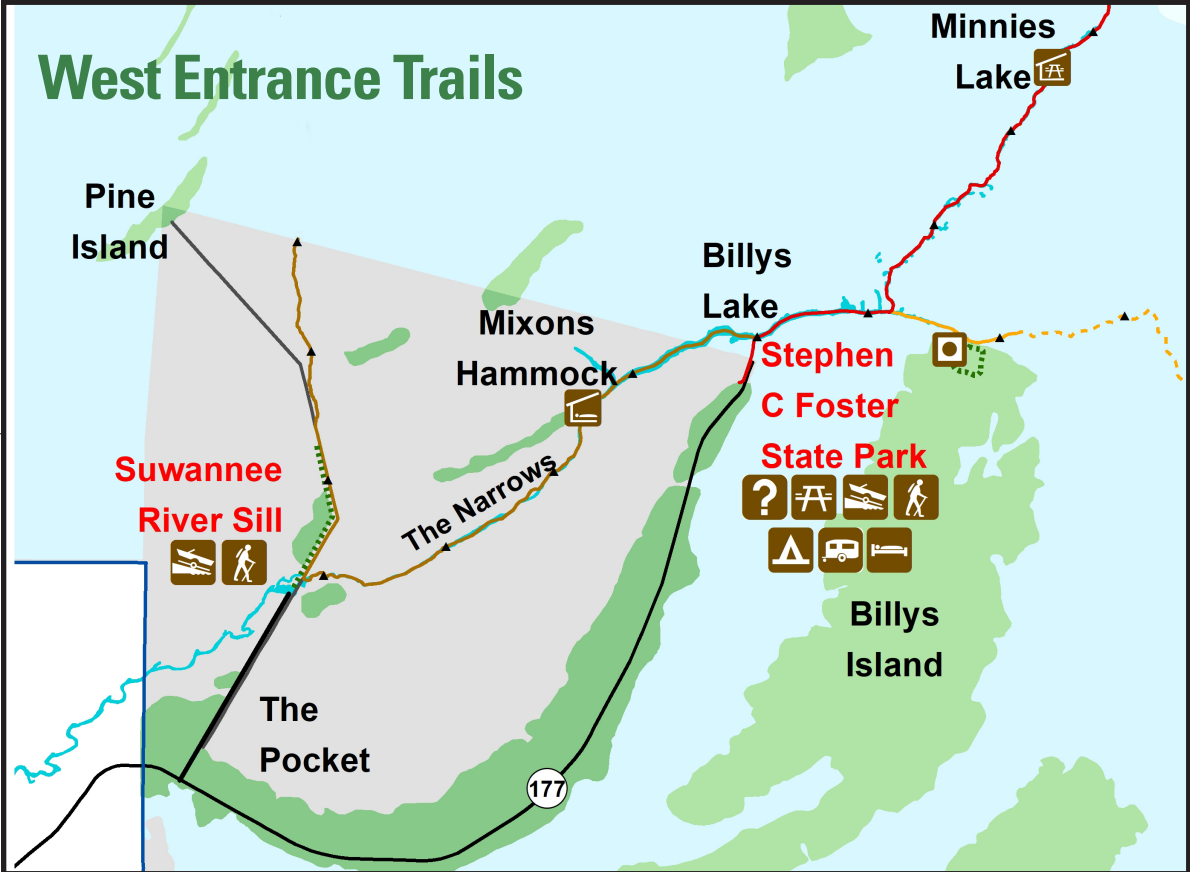 West Entrance Trails
Minnies
Lake
Pine
Island
Billys
Lake
Mixons
Hammock
Stephen
C Foster
State Park
?
Suwannee
River Sill
The Narrows
Billys
Island
The
Pocket
177